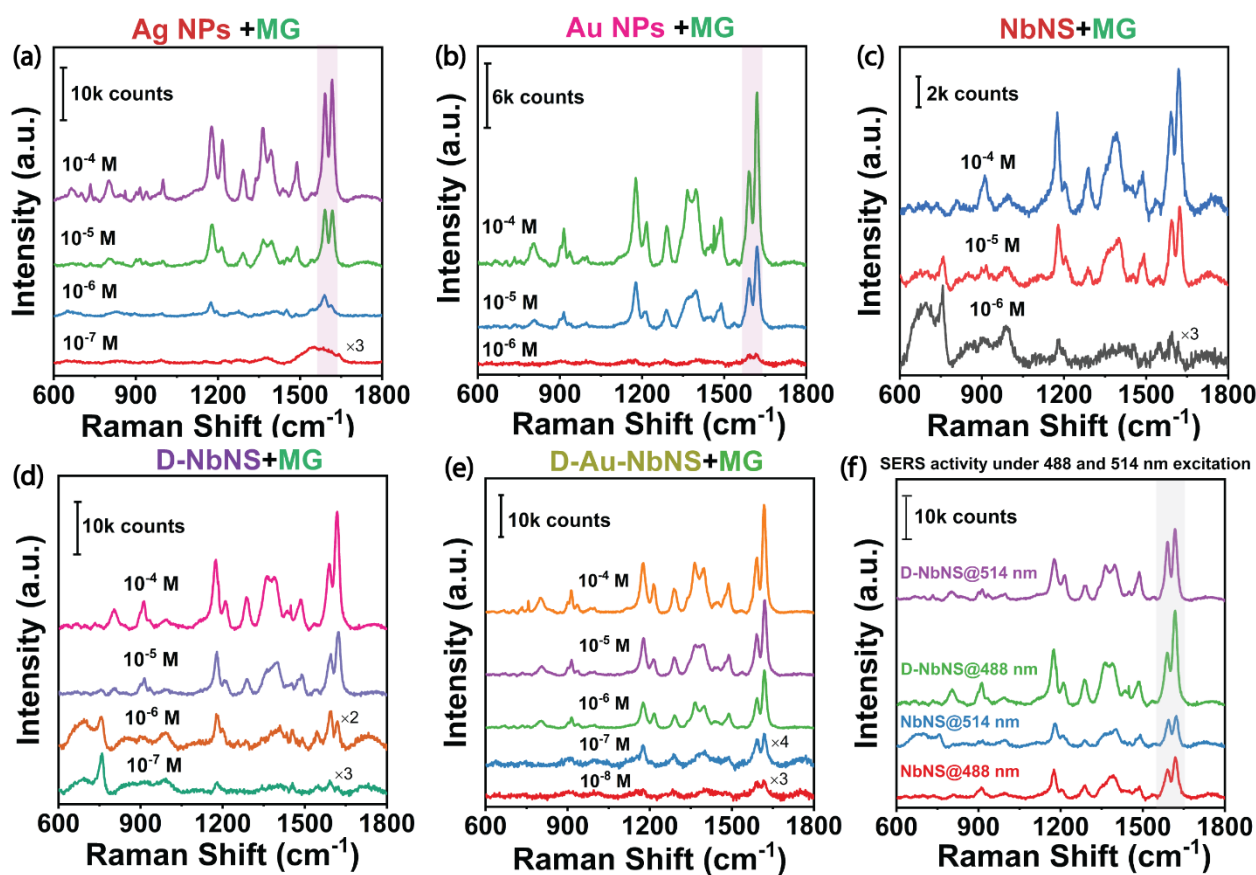 Ag NPs +MG
(a)
10k counts
10⁻⁴ M
10⁻⁵ M
10⁻⁶ M
10⁻⁷ M
×3
Intensity (a.u.)
600 900 1200 1500 1800
Raman Shift (cm⁻¹)
Au NPs +MG
(b)
6k counts
10⁻⁴ M
10⁻⁵ M
10⁻⁶ M
Intensity (a.u.)
600 900 1200 1500 1800
Raman Shift (cm⁻¹)
NbNS+MG
(c)
2k counts
10⁻⁴ M
10⁻⁵ M
10⁻⁶ M
×3
Intensity (a.u.)
600 900 1200 1500 1800
Raman Shift (cm⁻¹)
D-NbNS+MG
(d)
10k counts
10⁻⁴ M
10⁻⁵ M
10⁻⁶ M
×2
10⁻⁷ M
×3
Intensity (a.u.)
600 900 1200 1500 1800
Raman Shift (cm⁻¹)
D-Au-NbNS+MG
(e)
10k counts
10⁻⁴ M
10⁻⁵ M
10⁻⁶ M
10⁻⁷ M
×4
10⁻⁸ M
×3
Intensity (a.u.)
600 900 1200 1500 1800
Raman Shift (cm⁻¹)
(f)
SERS activity under 488 and 514 nm excitation
10k counts
D-NbNS@514 nm
D-NbNS@488 nm
NbNS@514 nm
NbNS@488 nm
Intensity (a.u.)
600 900 1200 1500 1800
Raman Shift (cm⁻¹)